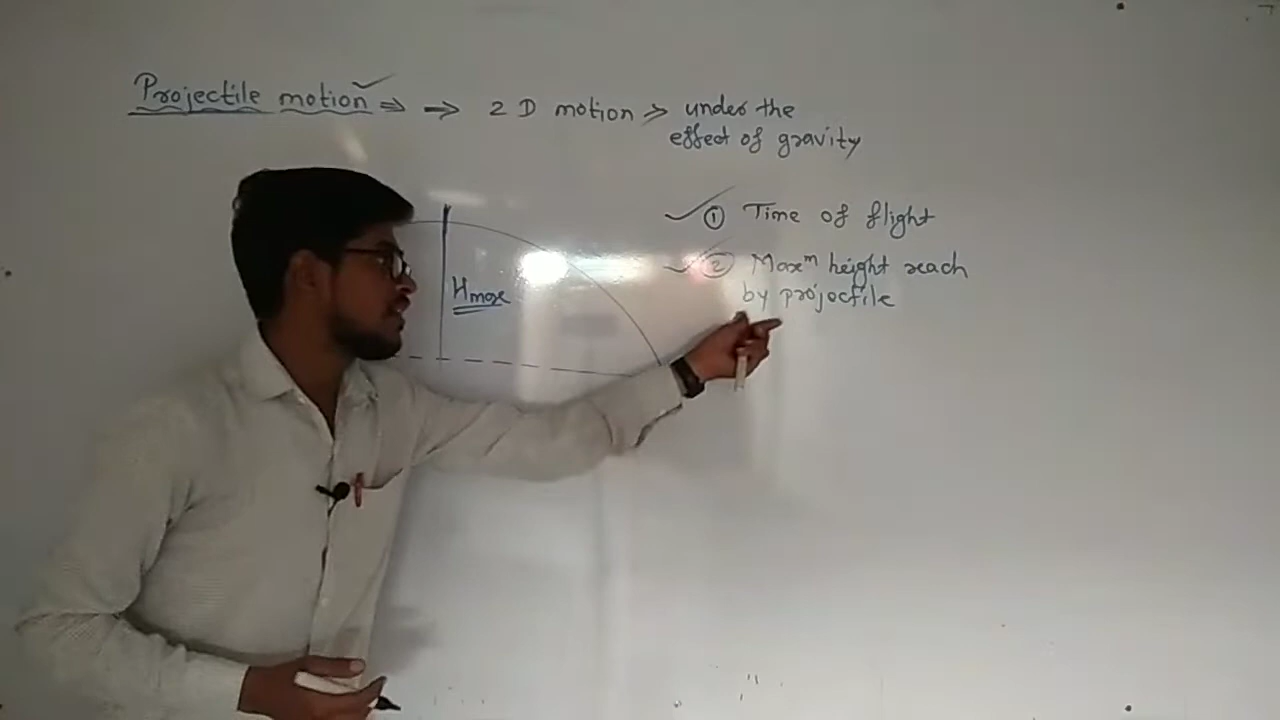 Projectile motion ⇒ → 2 D motion → under the
effect of gravity
① Time of flight
② Maxᵐ height reach
by projectile
Hmax